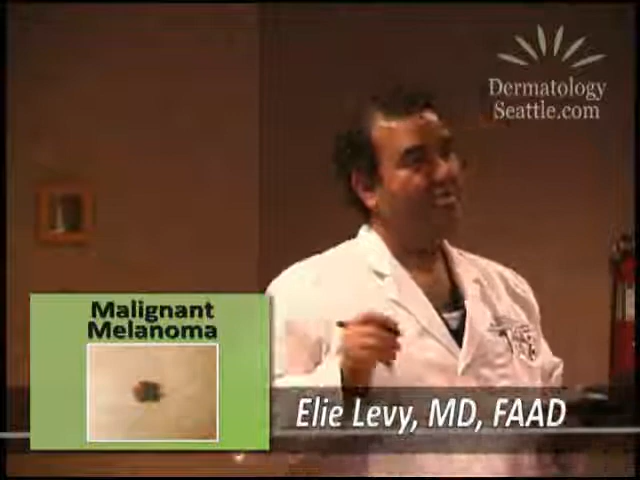 Dermatology
Seattle.com
Malignant
Melanoma
Elie Levy, MD, FAAD